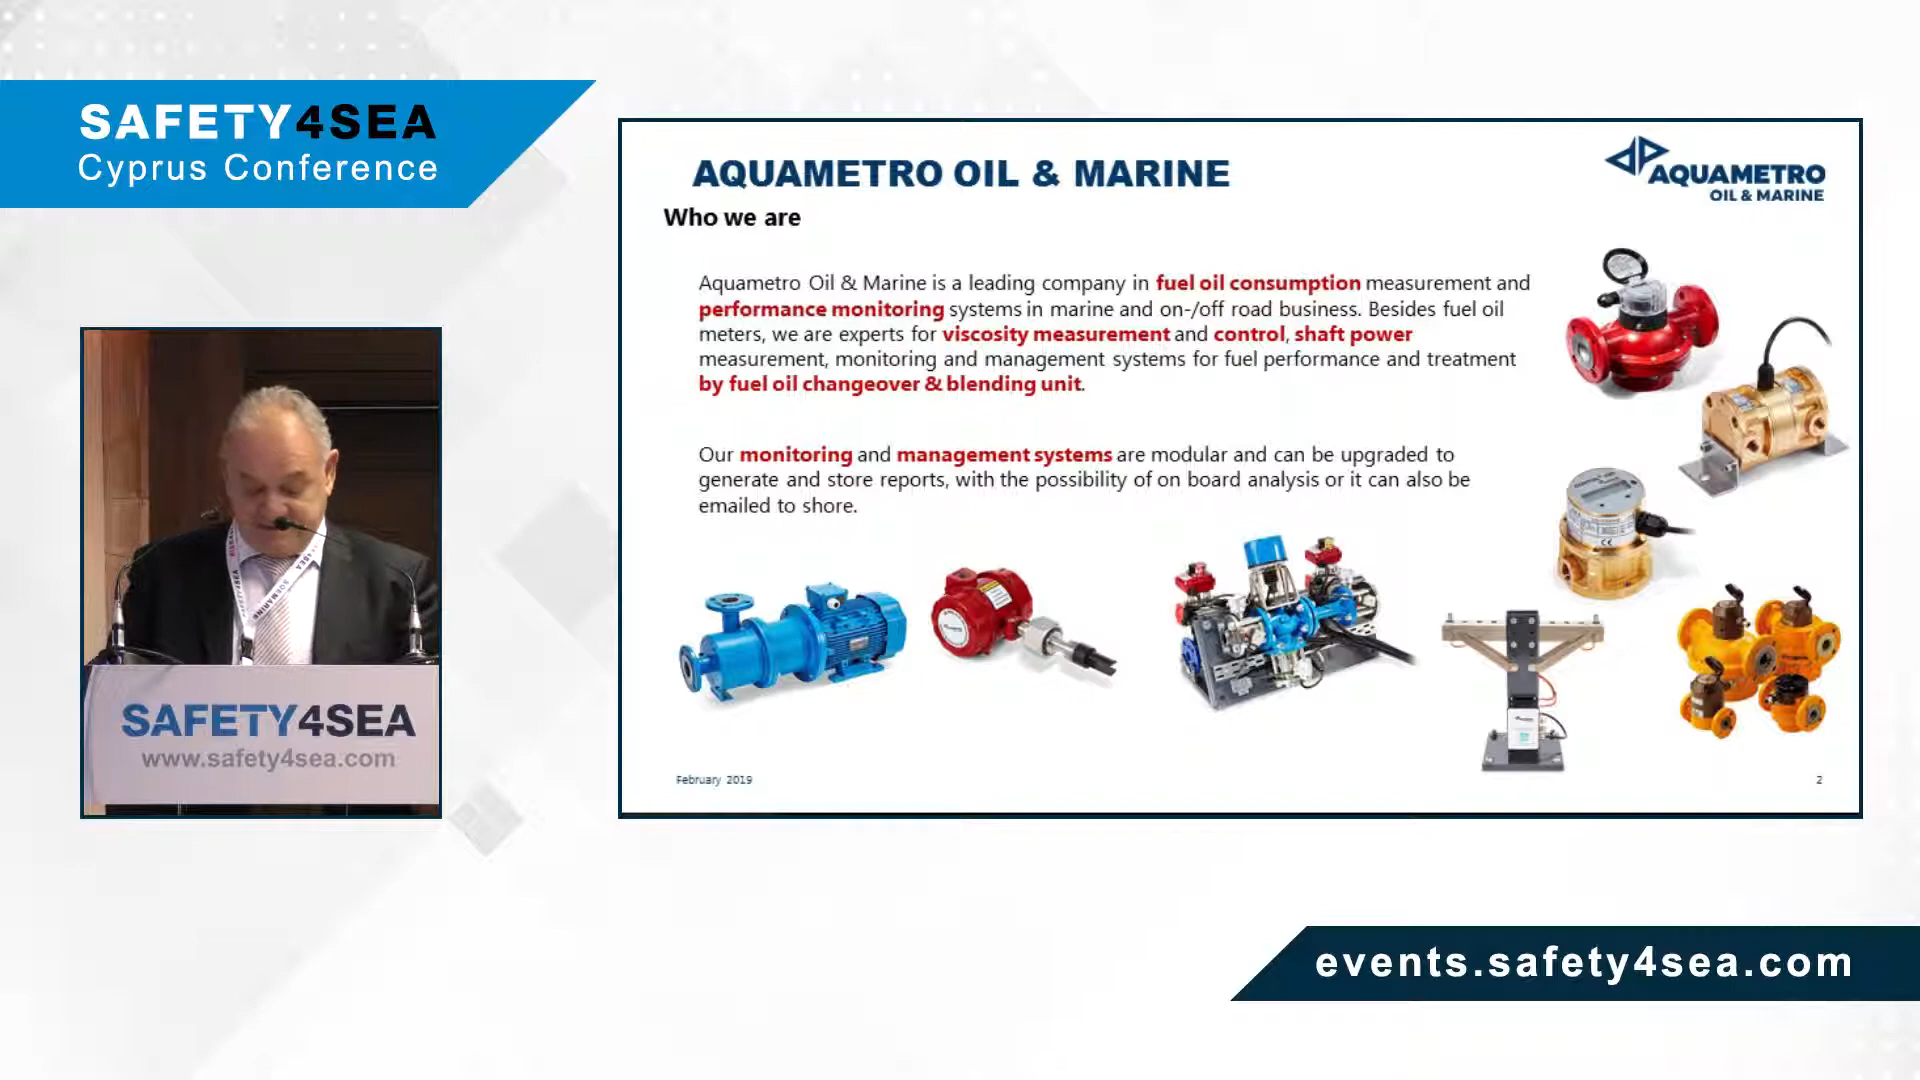 SAFETY4SEA
Cyprus Conference
AQUAMETRO OIL & MARINE
AQUAMETRO
OIL & MARINE
Who we are
Aquametro Oil & Marine is a leading company in fuel oil consumption measurement and
performance monitoring systems in marine and on-/off road business. Besides fuel oil
meters, we are experts for viscosity measurement and control, shaft power
measurement, monitoring and management systems for fuel performance and treatment
by fuel oil changeover & blending unit.
Our monitoring and management systems are modular and can be upgraded to
generate and store reports, with the possibility of on board analysis or it can also be
emailed to shore.
February 2019
2
SAFETY4SEA
www.safety4sea.com
events.safety4sea.com